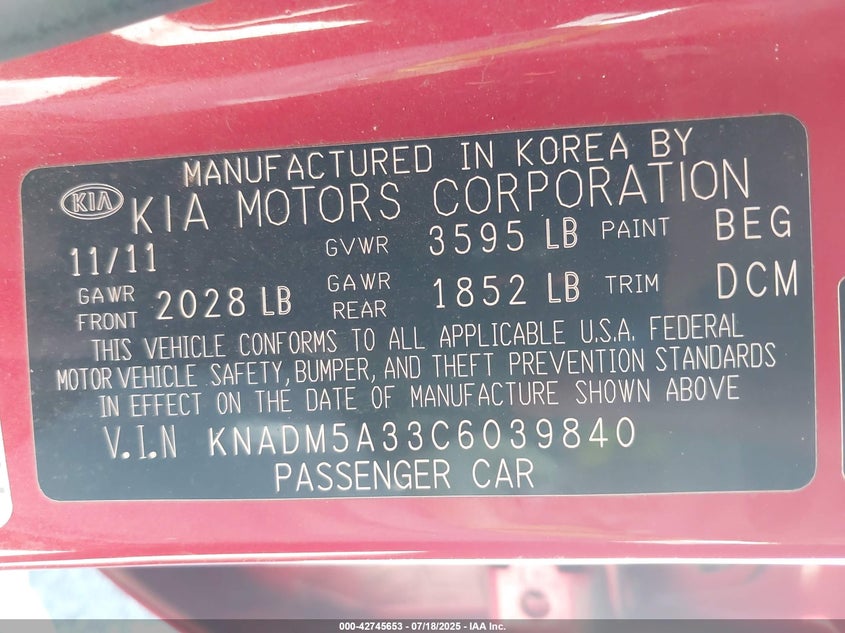 MANUFACTURED IN KOREA BY
KIA KIA MOTORS CORPORATION
11/11 GVWR 3595 LB PAINT BEG
GAWR FRONT 2028 LB GAWR REAR 1852 LB TRIM DCM
THIS VEHICLE CONFORMS TO ALL APPLICABLE U.S.A. FEDERAL
MOTOR VEHICLE SAFETY, BUMPER, AND THEFT PREVENTION STANDARDS
IN EFFECT ON THE DATE OF MANUFACTURE SHOWN ABOVE
V.I.N KNADM5A33C6039840
PASSENGER CAR
000-42745653 - 07/18/2025 - IAA Inc.